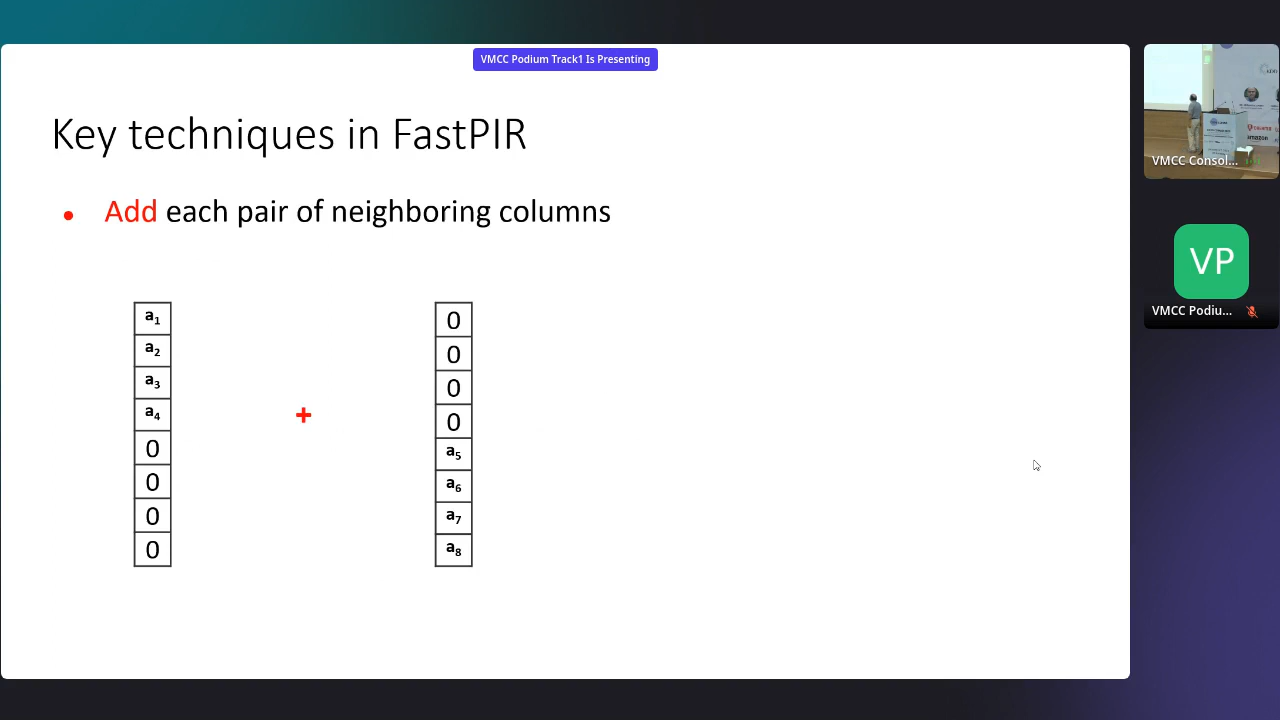 VMCC Podium Track1 Is Presenting
Key techniques in FastPIR
• Add each pair of neighboring columns
a₁
a₂
a₃
a₄
0
0
0
0
+
0
0
0
0
a₅
a₆
a₇
a₈
VMCC Consol...
VP
VMCC Podiu...
amazon